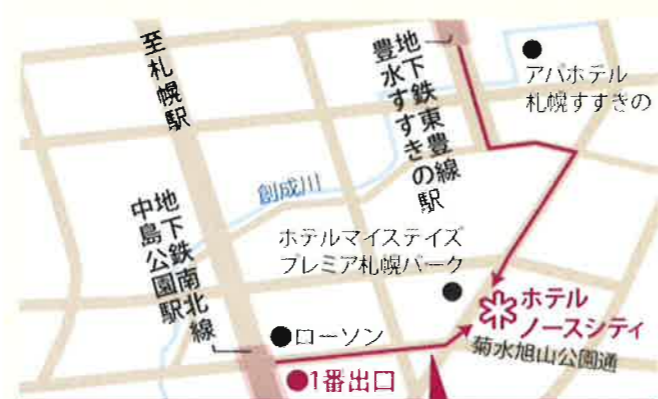 至札幌駅
地下鉄東豊線
豊水すすきの駅
アパホテル
札幌すすきの
創成川
地下鉄南北線
中島公園駅
ホテルマイステイズ
プレミア札幌パーク
ホテル
ノースシティ
菊水旭山公園通
ローソン
1番出口